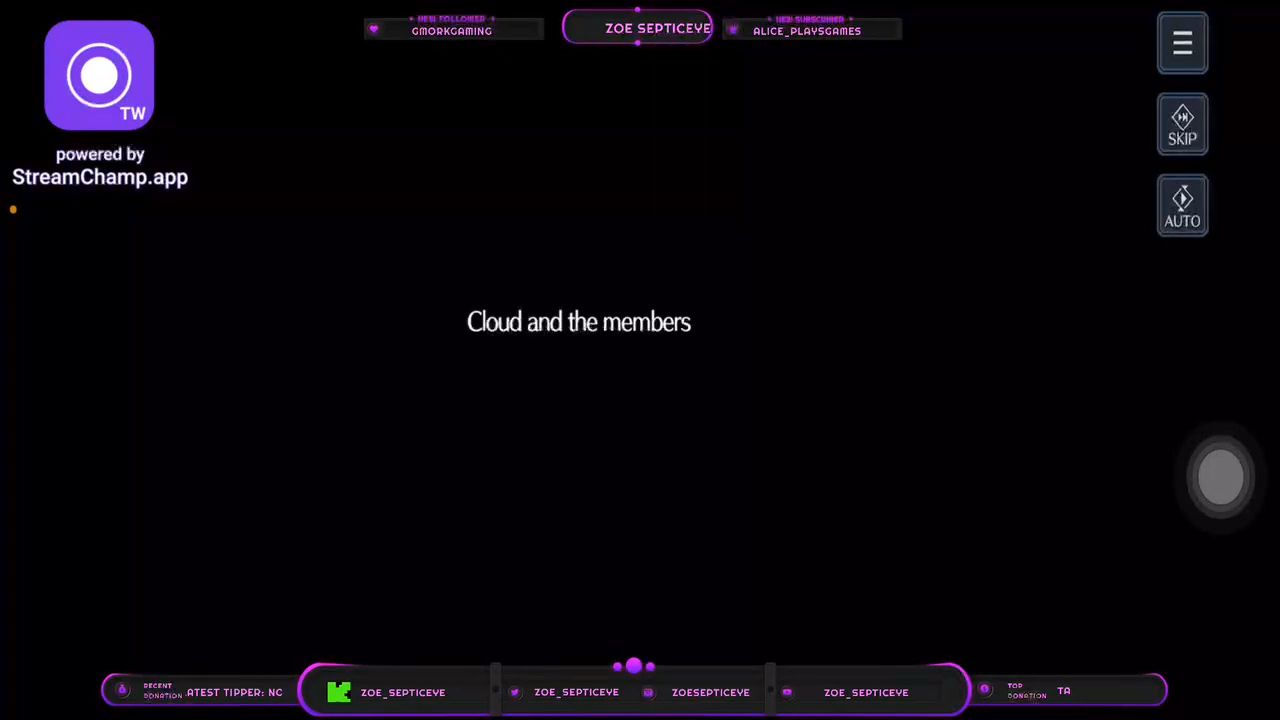 NEW FOLLOWER
GMORKGAMING
ZOE SEPTICEYE
NEW SUBSCRIBER
ALICE_PLAYSGAMES
TW
powered by
StreamChamp.app
SKIP
AUTO
Cloud and the members
RECENT
DONATION
ATEST TIPPER: NC
ZOE_SEPTICEYE
ZOE_SEPTICEYE
ZOESEPTICEYE
ZOE_SEPTICEYE
TOP
DONATION
TA